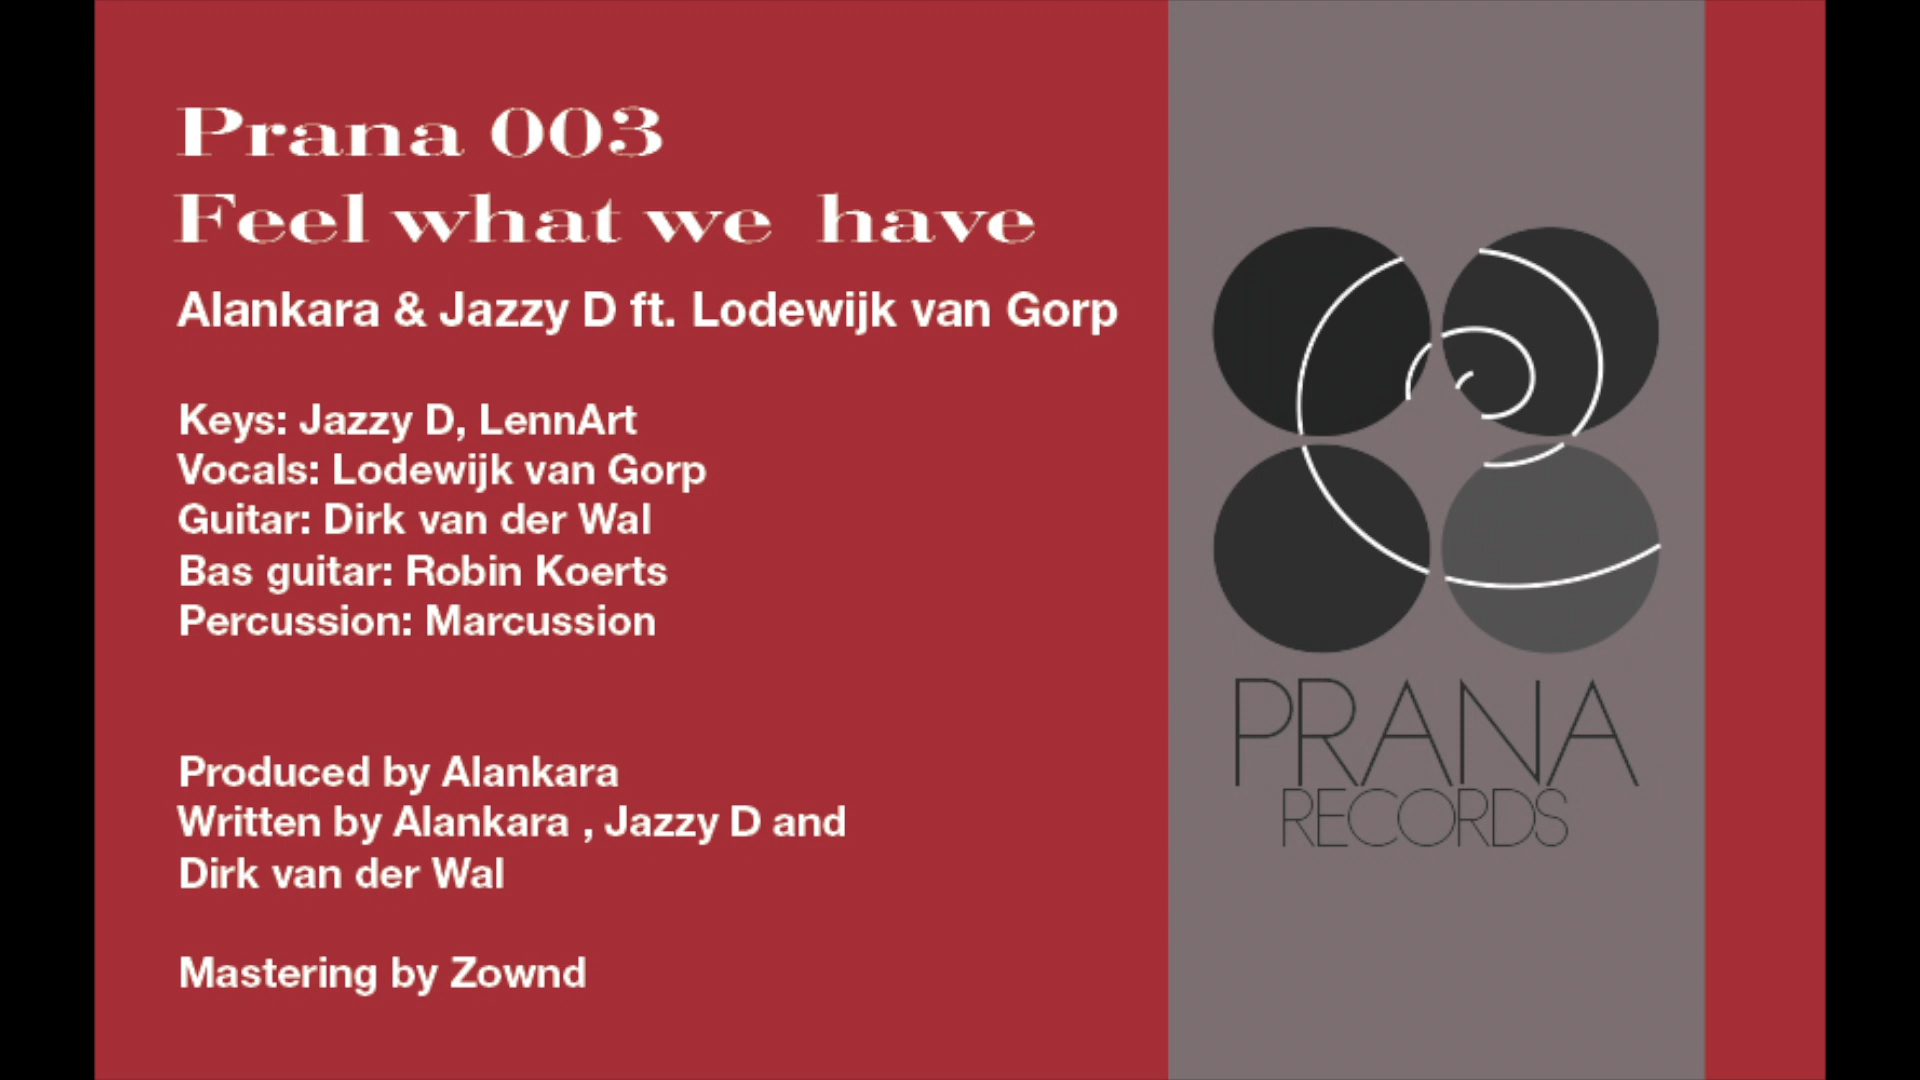 Prana 003
Feel what we have
Alankara & Jazzy D ft. Lodewijk van Gorp
Keys: Jazzy D, LennArt
Vocals: Lodewijk van Gorp
Guitar: Dirk van der Wal
Bas guitar: Robin Koerts
Percussion: Marcussion
Produced by Alankara
Written by Alankara , Jazzy D and
Dirk van der Wal
Mastering by Zownd
PRANA
RECORDS